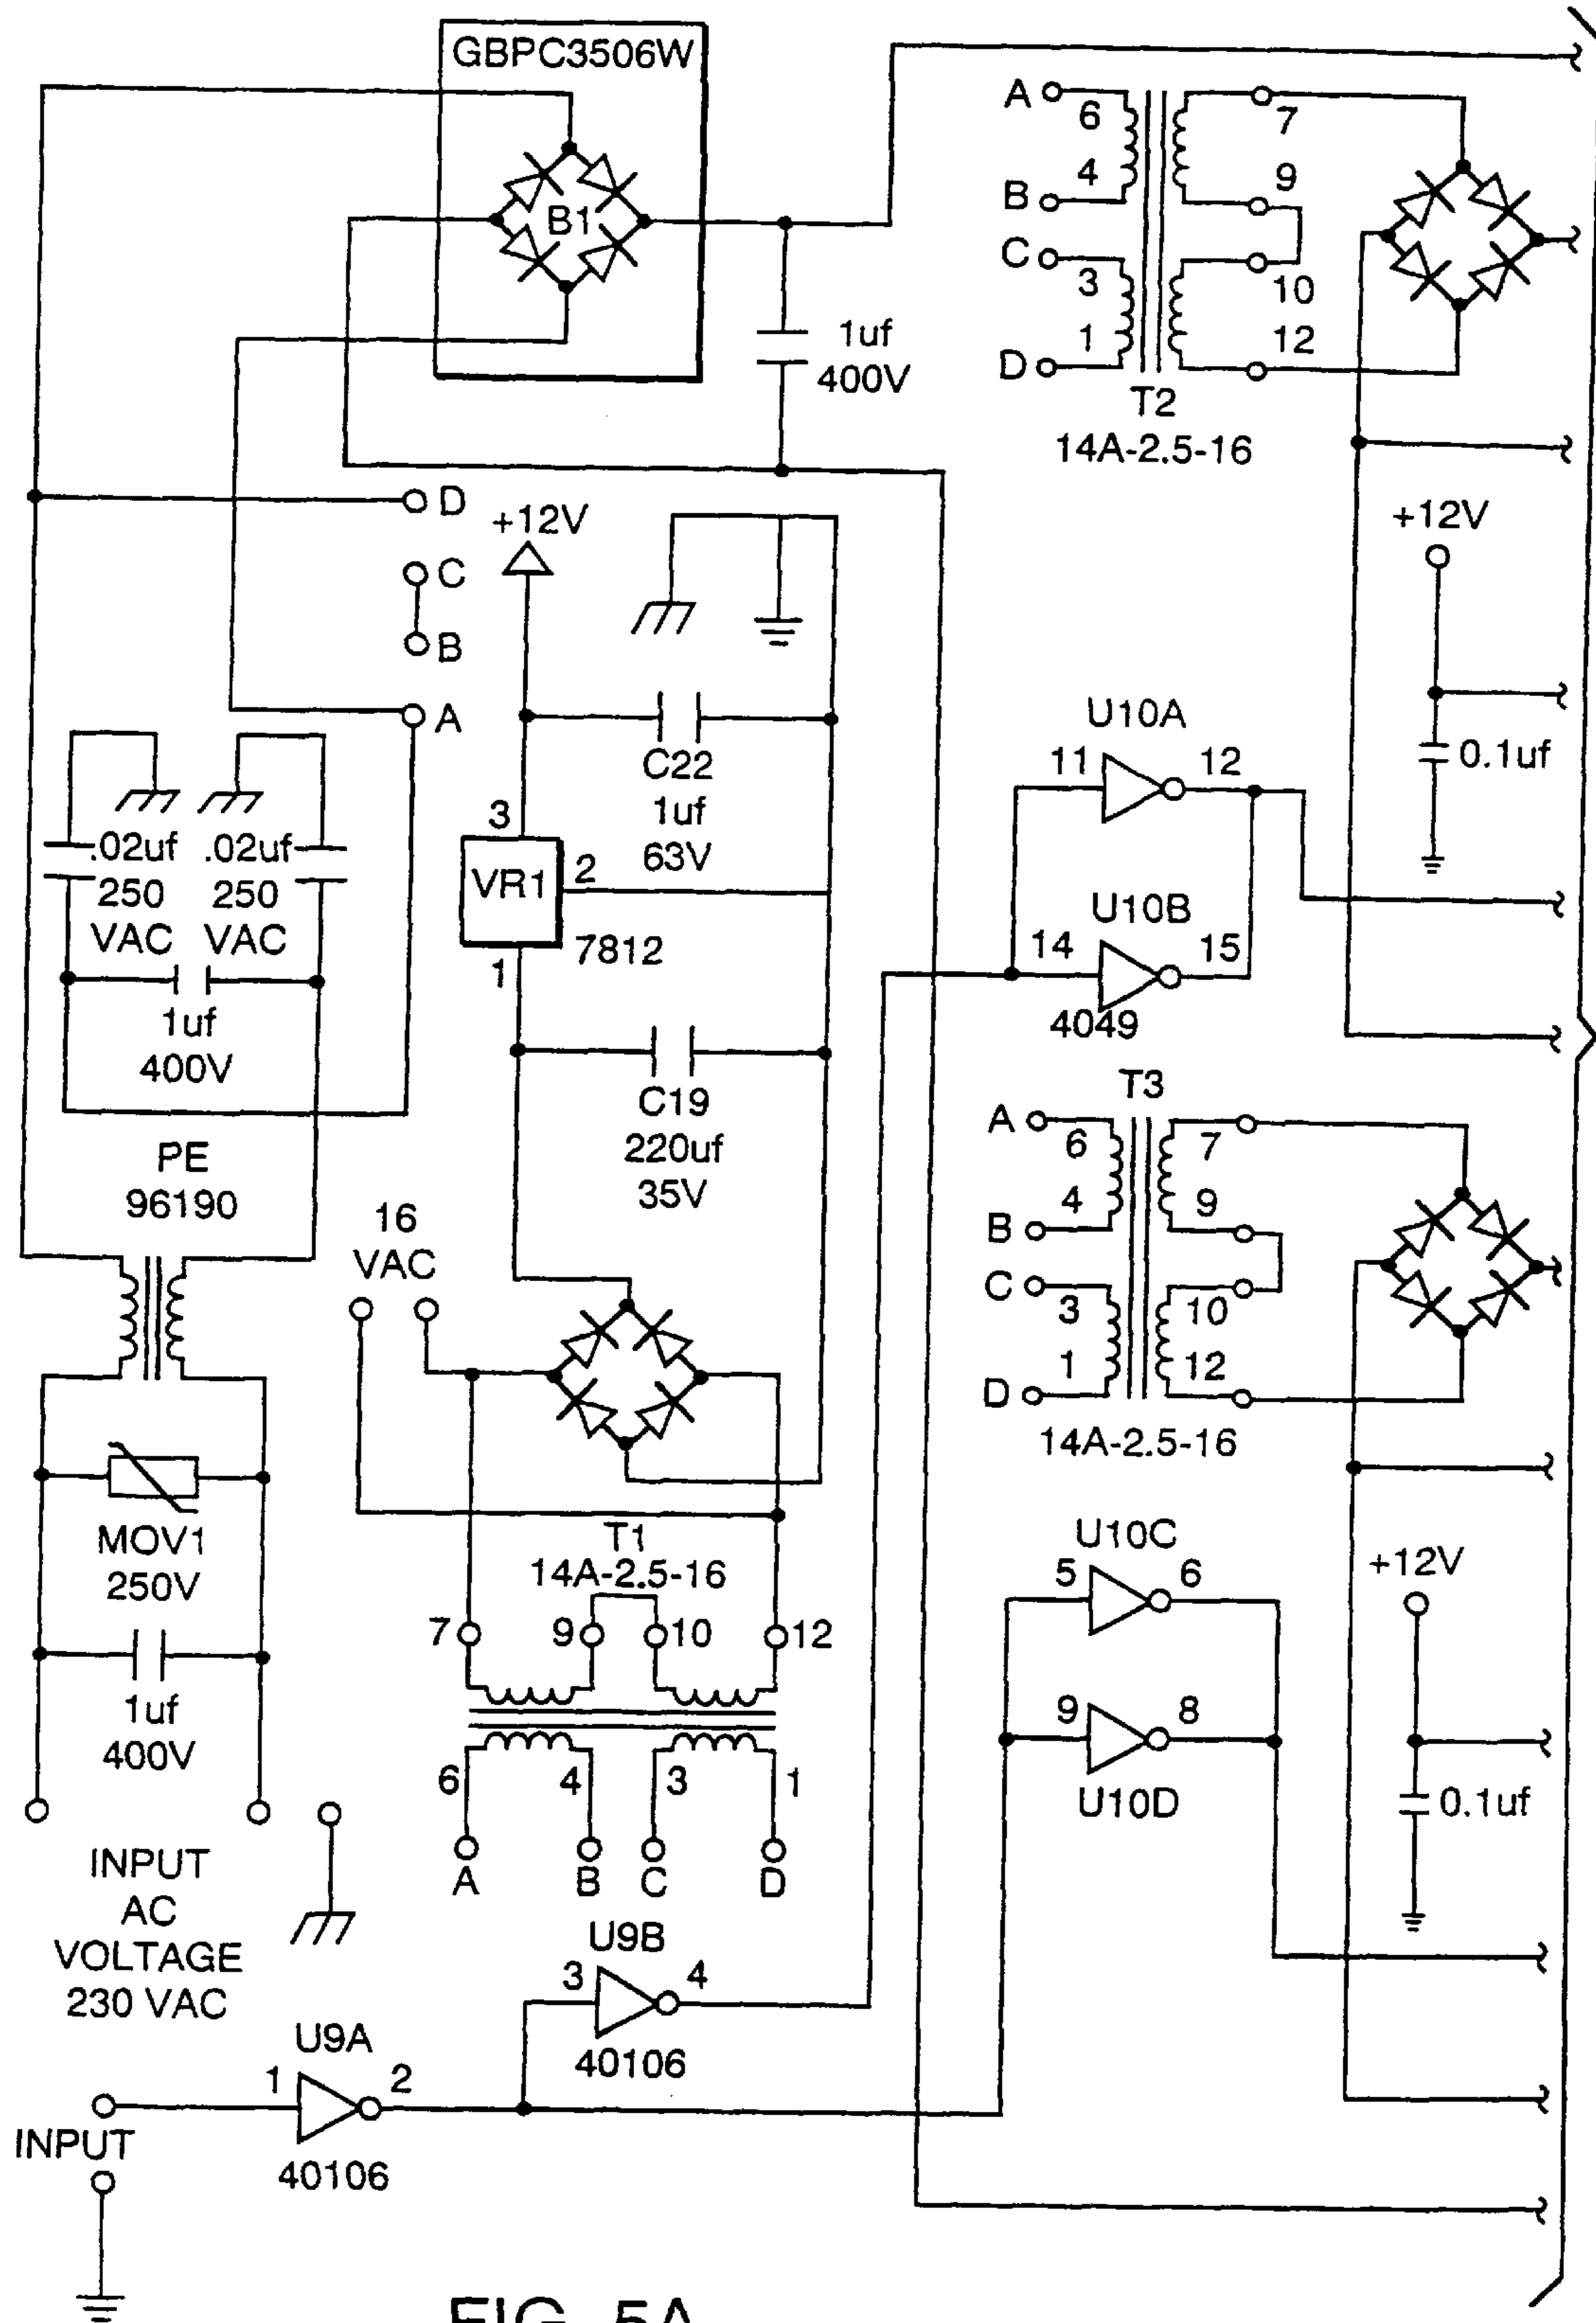 GBPC3506W
B1
1uf
400V
A
6
4
B
C
3
1
D
7
9
10
12
T2
14A-2.5-16
D
C
B
A
+12V
+12V
0.1uf
C22
1uf
63V
3
VR1
2
7812
1
.02uf
250
VAC
.02uf
250
VAC
1uf
400V
U10A
11
12
U10B
14
15
4049
C19
220uf
35V
PE
96190
16
VAC
T3
A
6
4
B
C
3
1
D
7
9
10
12
14A-2.5-16
MOV1
250V
1uf
400V
T1
14A-2.5-16
7
9
10
12
6
4
3
1
A
B
C
D
U10C
5
6
9
8
U10D
+12V
0.1uf
INPUT
AC
VOLTAGE
230 VAC
U9B
3
4
40106
U9A
1
2
40106
INPUT
FIG. 5A